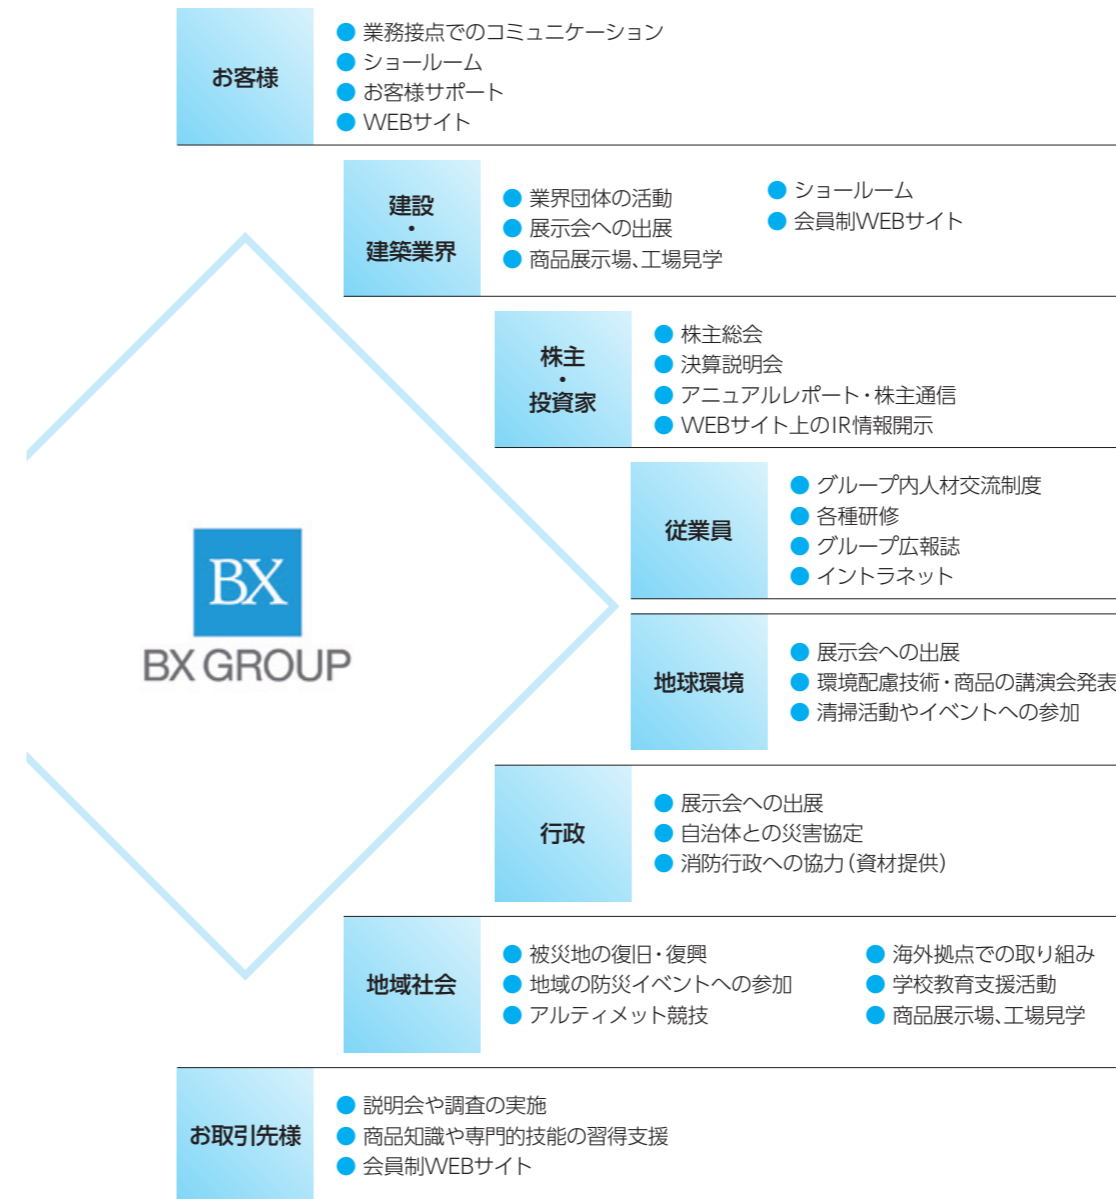 お客様
業務接点でのコミュニケーション
ショールーム
お客様サポート
WEBサイト
建設
・
建築業界
業界団体の活動
展示会への出展
商品展示場、工場見学
ショールーム
会員制WEBサイト
株主
・
投資家
株主総会
決算説明会
アニュアルレポート・株主通信
WEBサイト上のIR情報開示
従業員
グループ内人材交流制度
各種研修
グループ広報誌
イントラネット
BX
BX GROUP
地球環境
展示会への出展
環境配慮技術・商品の講演会発表
清掃活動やイベントへの参加
行政
展示会への出展
自治体との災害協定
消防行政への協力（資材提供）
地域社会
被災地の復旧・復興
地域の防災イベントへの参加
アルティメット競技
海外拠点での取り組み
学校教育支援活動
商品展示場、工場見学
お取引先様
説明会や調査の実施
商品知識や専門的技能の習得支援
会員制WEBサイト